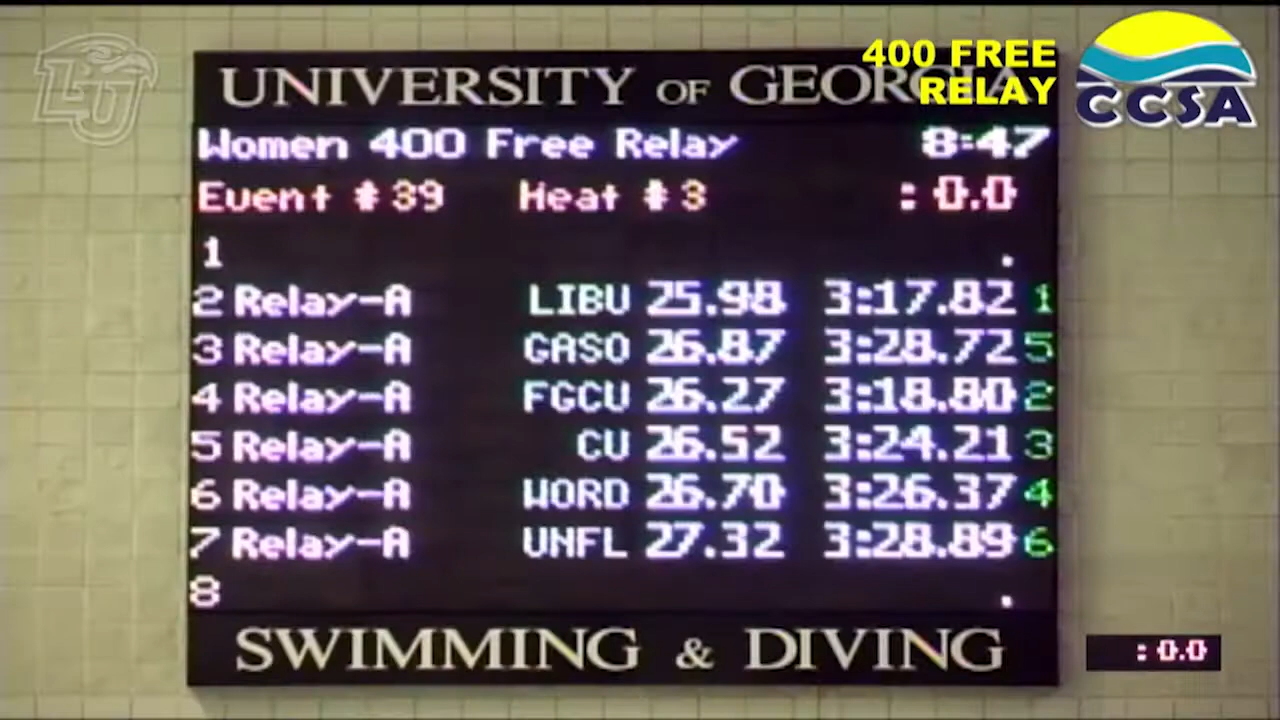 LU
400 FREE
RELAY
CCSA
UNIVERSITY OF GEORGIA
Women 400 Free Relay 8:47
Event # 39 Heat # 3 : 0.0
1 .
2 Relay-A LIBU 25.98 3:17.82 1
3 Relay-A GASO 26.87 3:28.72 5
4 Relay-A FGCU 26.27 3:18.80 2
5 Relay-A CU 26.52 3:24.21 3
6 Relay-A WORD 26.70 3:26.37 4
7 Relay-A UNFL 27.32 3:28.89 6
8 .
SWIMMING & DIVING
: 0.0